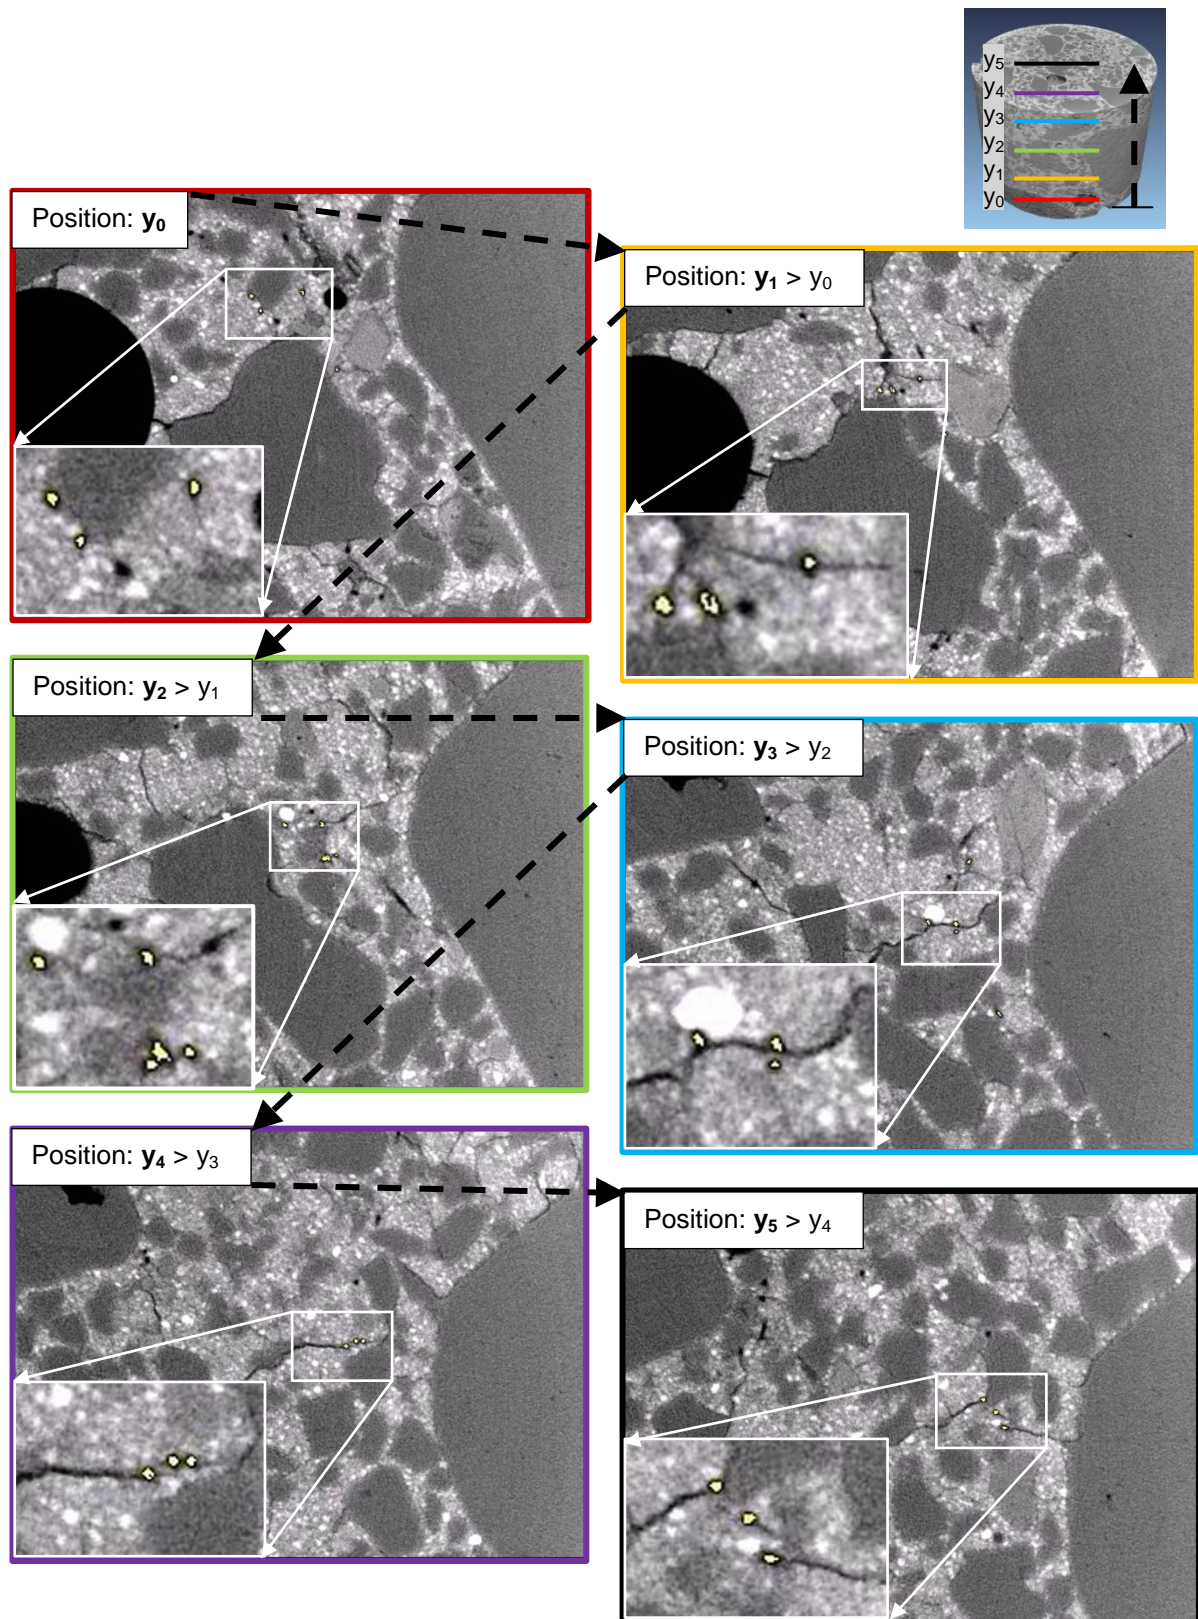 y₅
y₄
y₃
y₂
y₁
y₀
Position: y₀
Position: y₁ > y₀
Position: y₂ > y₁
Position: y₃ > y₂
Position: y₄ > y₃
Position: y₅ > y₄